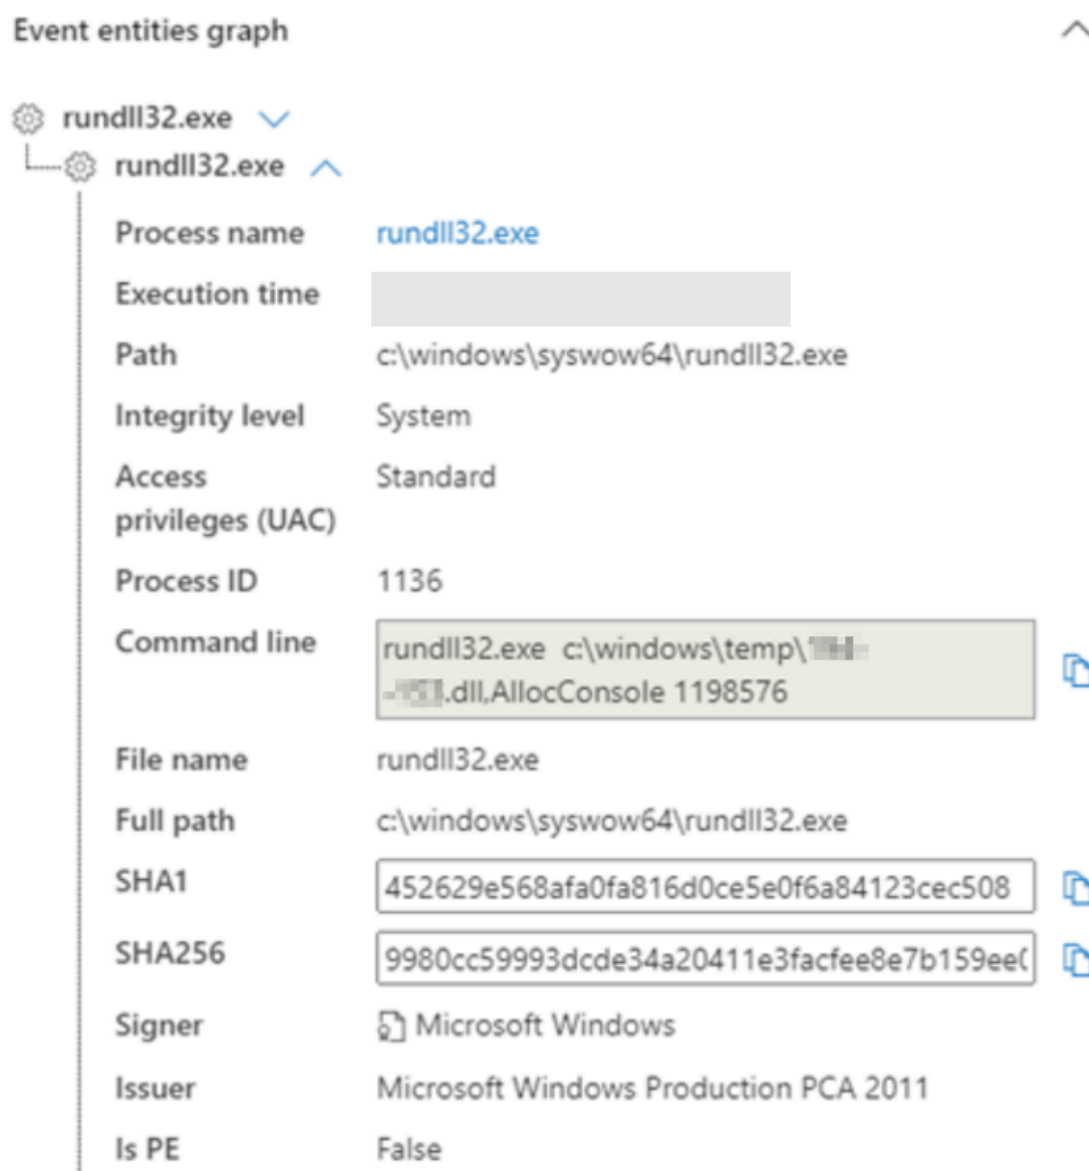 Event entities graph
rundll32.exe
rundll32.exe
Process name rundll32.exe
Execution time
Path c:\windows\syswow64\rundll32.exe
Integrity level System
Access Standard
privileges (UAC)
Process ID 1136
Command line rundll32.exe c:\windows\temp\
.dll,AllocConsole 1198576
File name rundll32.exe
Full path c:\windows\syswow64\rundll32.exe
SHA1 452629e568afa0fa816d0ce5e0f6a84123cec508
SHA256 9980cc59993dcde34a20411e3facfee8e7b159ee
Signer Microsoft Windows
Issuer Microsoft Windows Production PCA 2011
Is PE False